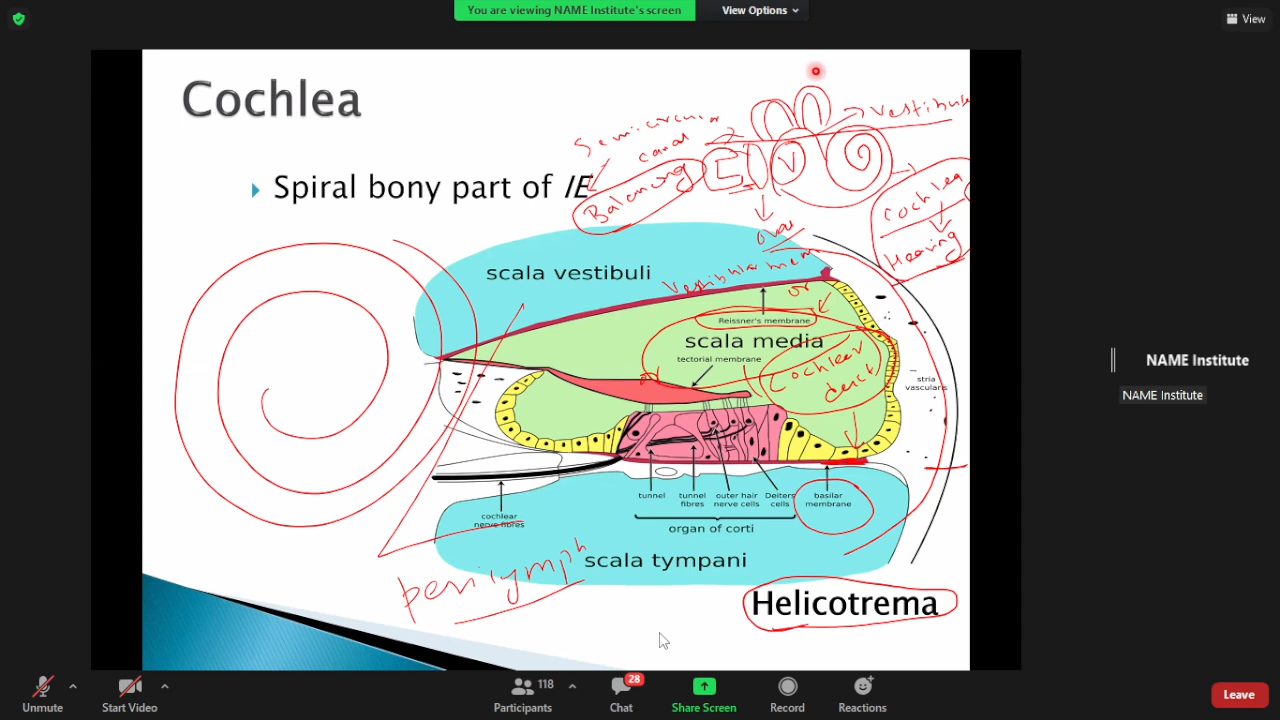 You are viewing NAME Institute's screen
View Options
View
Cochlea
Spiral bony part of IE
Semicircular
canal
Balancing
V
Vestibule
Cochlea
Hearing
oval
Vestibular mem
or
scala vestibuli
Reissner's membrane
scala media
tectorial membrane
or
Cochlear
duct
stria
vascularis
tunnel
tunnel
fibres
outer hair
nerve cells
Deiters
cells
basilar
membrane
cochlear
nerve fibres
organ of corti
scala tympani
perilymph
Helicotrema
NAME Institute
NAME Institute
Unmute
Start Video
118
Participants
28
Chat
Share Screen
Record
Reactions
Leave